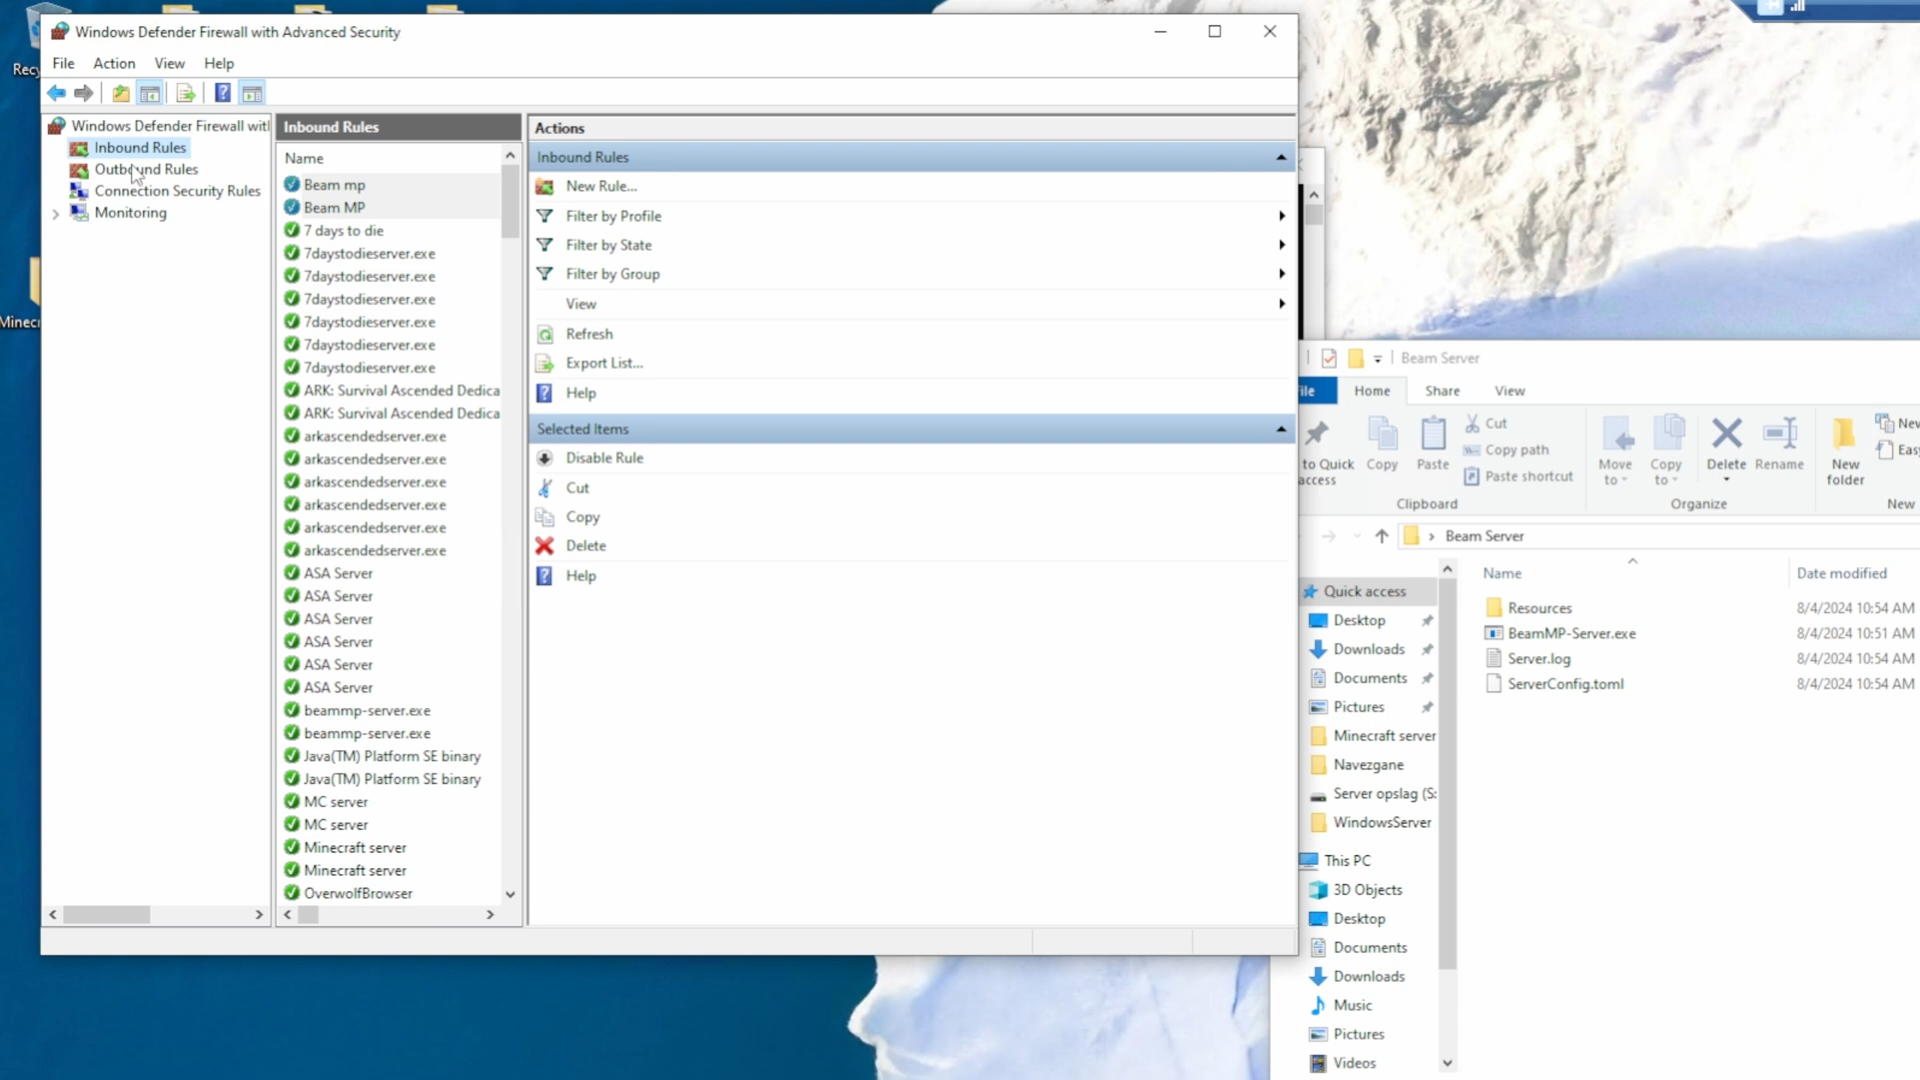 Recy
Minecr
Windows Defender Firewall with Advanced Security
File Action View Help
Windows Defender Firewall wit
Inbound Rules
Outbound Rules
Connection Security Rules
Monitoring
Inbound Rules
Name
Beam mp
Beam MP
7 days to die
7daystodieserver.exe
7daystodieserver.exe
7daystodieserver.exe
7daystodieserver.exe
7daystodieserver.exe
7daystodieserver.exe
ARK: Survival Ascended Dedica
ARK: Survival Ascended Dedica
arkascendedserver.exe
arkascendedserver.exe
arkascendedserver.exe
arkascendedserver.exe
arkascendedserver.exe
arkascendedserver.exe
ASA Server
ASA Server
ASA Server
ASA Server
ASA Server
ASA Server
beammp-server.exe
beammp-server.exe
Java(TM) Platform SE binary
Java(TM) Platform SE binary
MC server
MC server
Minecraft server
Minecraft server
OverwolfBrowser
Actions
Inbound Rules
New Rule...
Filter by Profile
Filter by State
Filter by Group
View
Refresh
Export List...
Help
Selected Items
Disable Rule
Cut
Copy
Delete
Help
Beam Server
ile Home Share View
to Quick
access
Copy
Paste
Cut
Copy path
Paste shortcut
Clipboard
Move
to
Copy
to
Delete
Rename
Organize
New
folder
New
Easy
New
Beam Server
Quick access
Desktop
Downloads
Documents
Pictures
Minecraft server
Navezgane
Server opslag (S:
WindowsServer
This PC
3D Objects
Desktop
Documents
Downloads
Music
Pictures
Videos
Name Date modified
Resources 8/4/2024 10:54 AM
BeamMP-Server.exe 8/4/2024 10:51 AM
Server.log 8/4/2024 10:54 AM
ServerConfig.toml 8/4/2024 10:54 AM